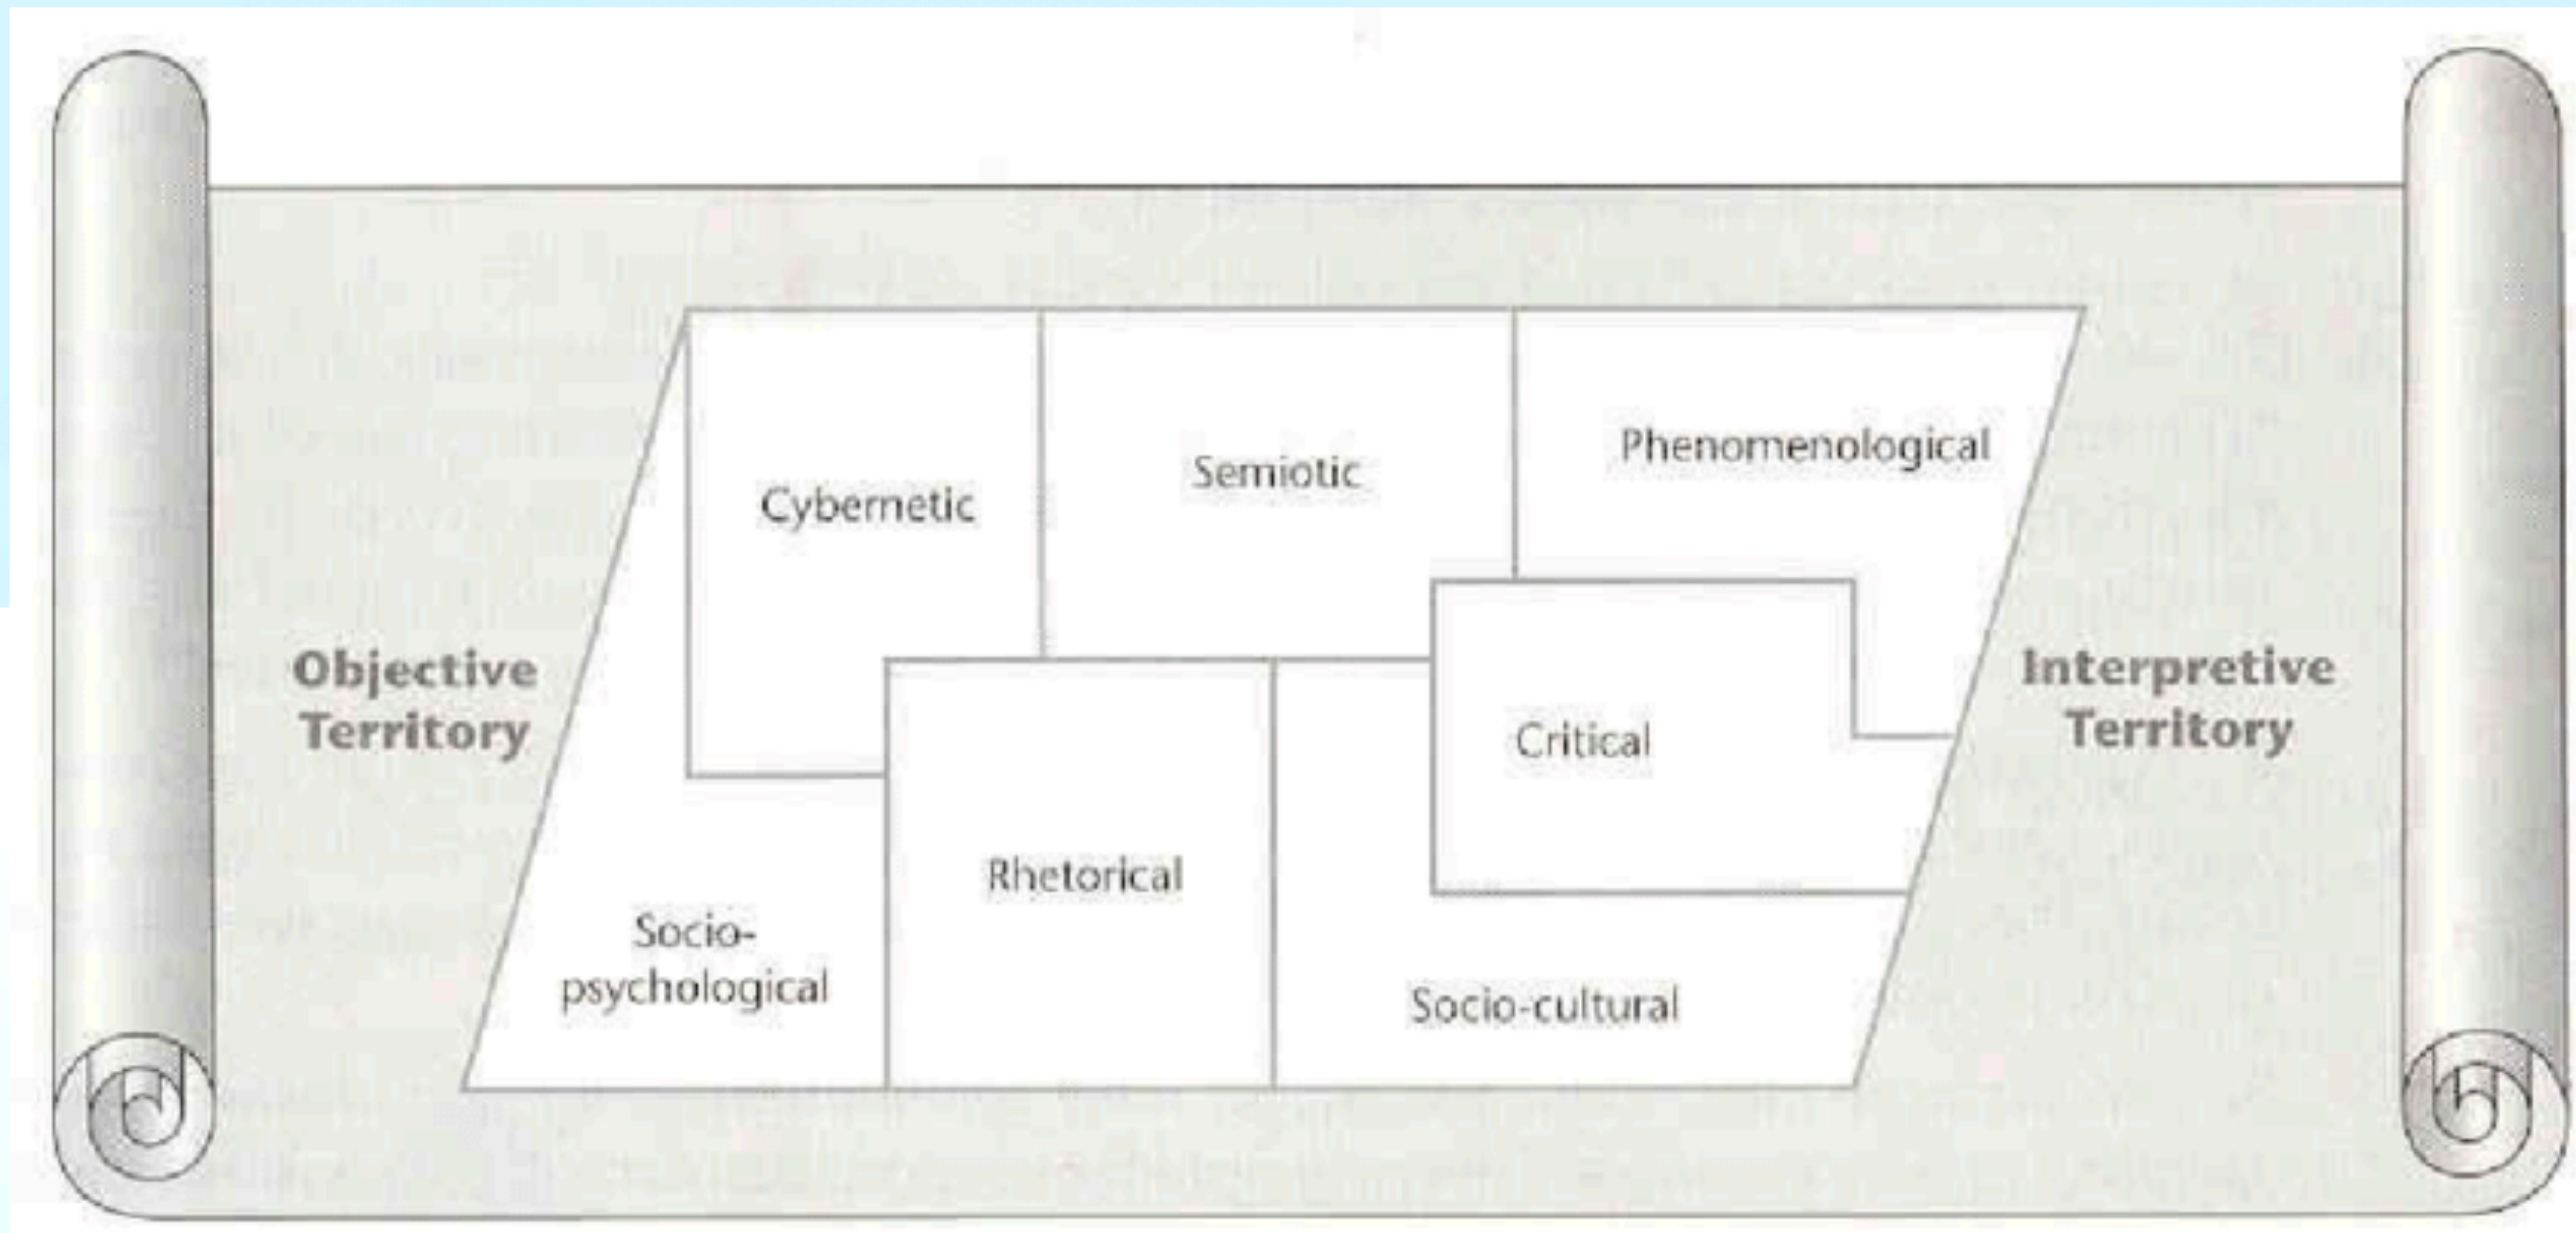 Phenomenological
Semiotic
Cybernetic
Objective
Territory
Interpretive
Territory
Critical
Rhetorical
Socio-
psychological
Socio-cultural